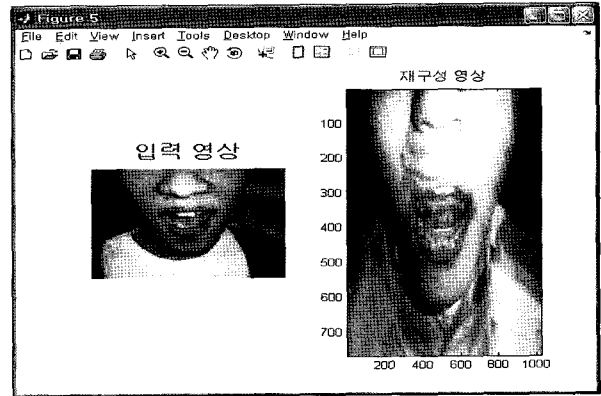 Figure 5
File Edit View Insert Tools Desktop Window Help
재구성 영상
입력 영상
100
200
300
400
500
600
700
200 400 600 800 1000